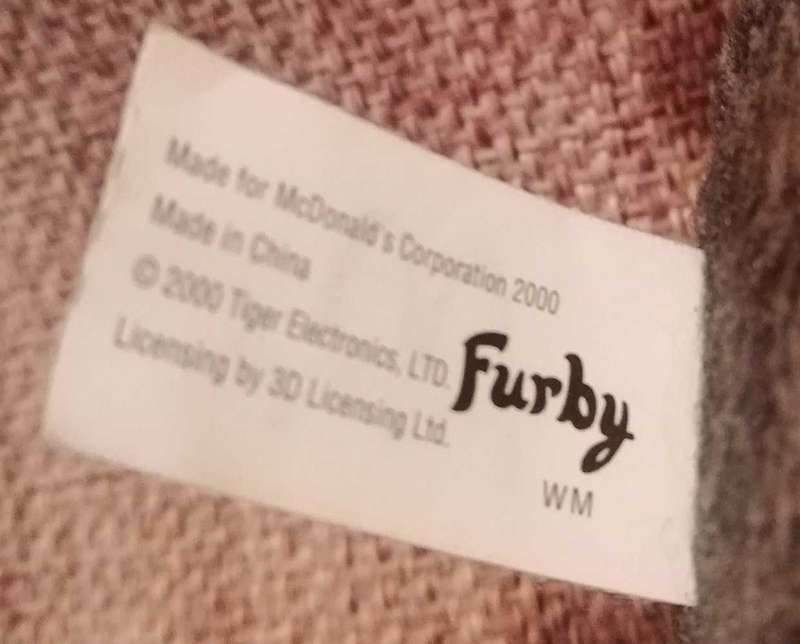 Made for McDonald's Corporation 2000
Made in China
© 2000 Tiger Electronics, LTD.
Licensing by 3D Licensing Ltd.
Furby
WM